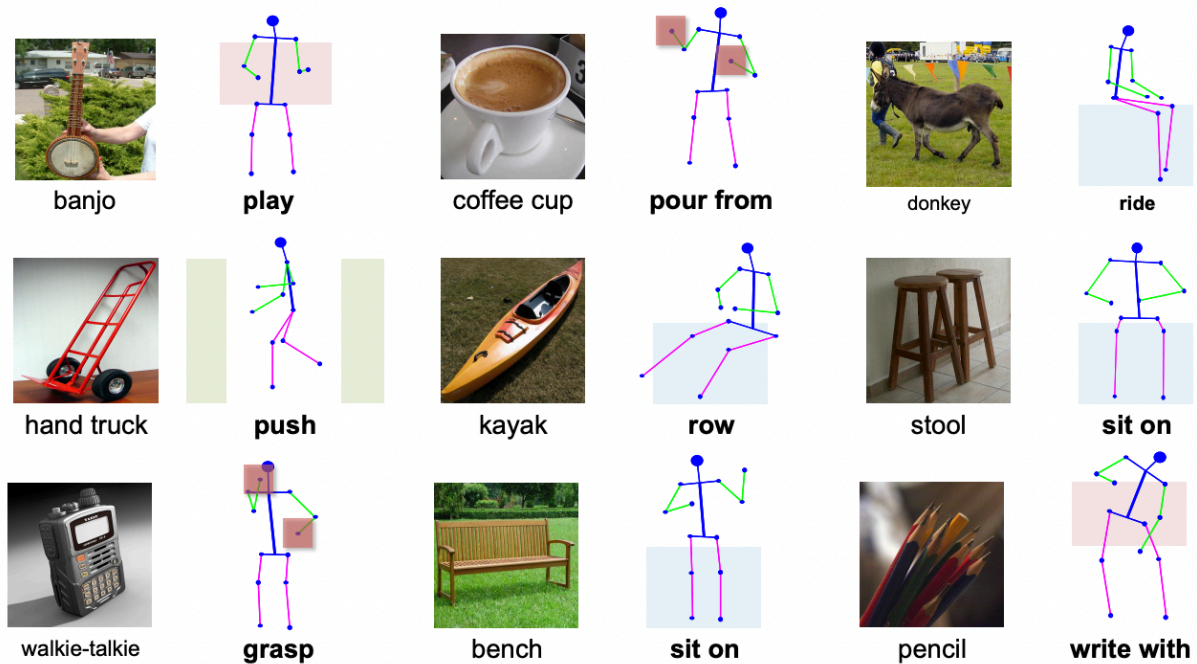 banjo play coffee cup pour from donkey ride
hand truck push kayak row stool sit on
walkie-talkie grasp bench sit on pencil write with